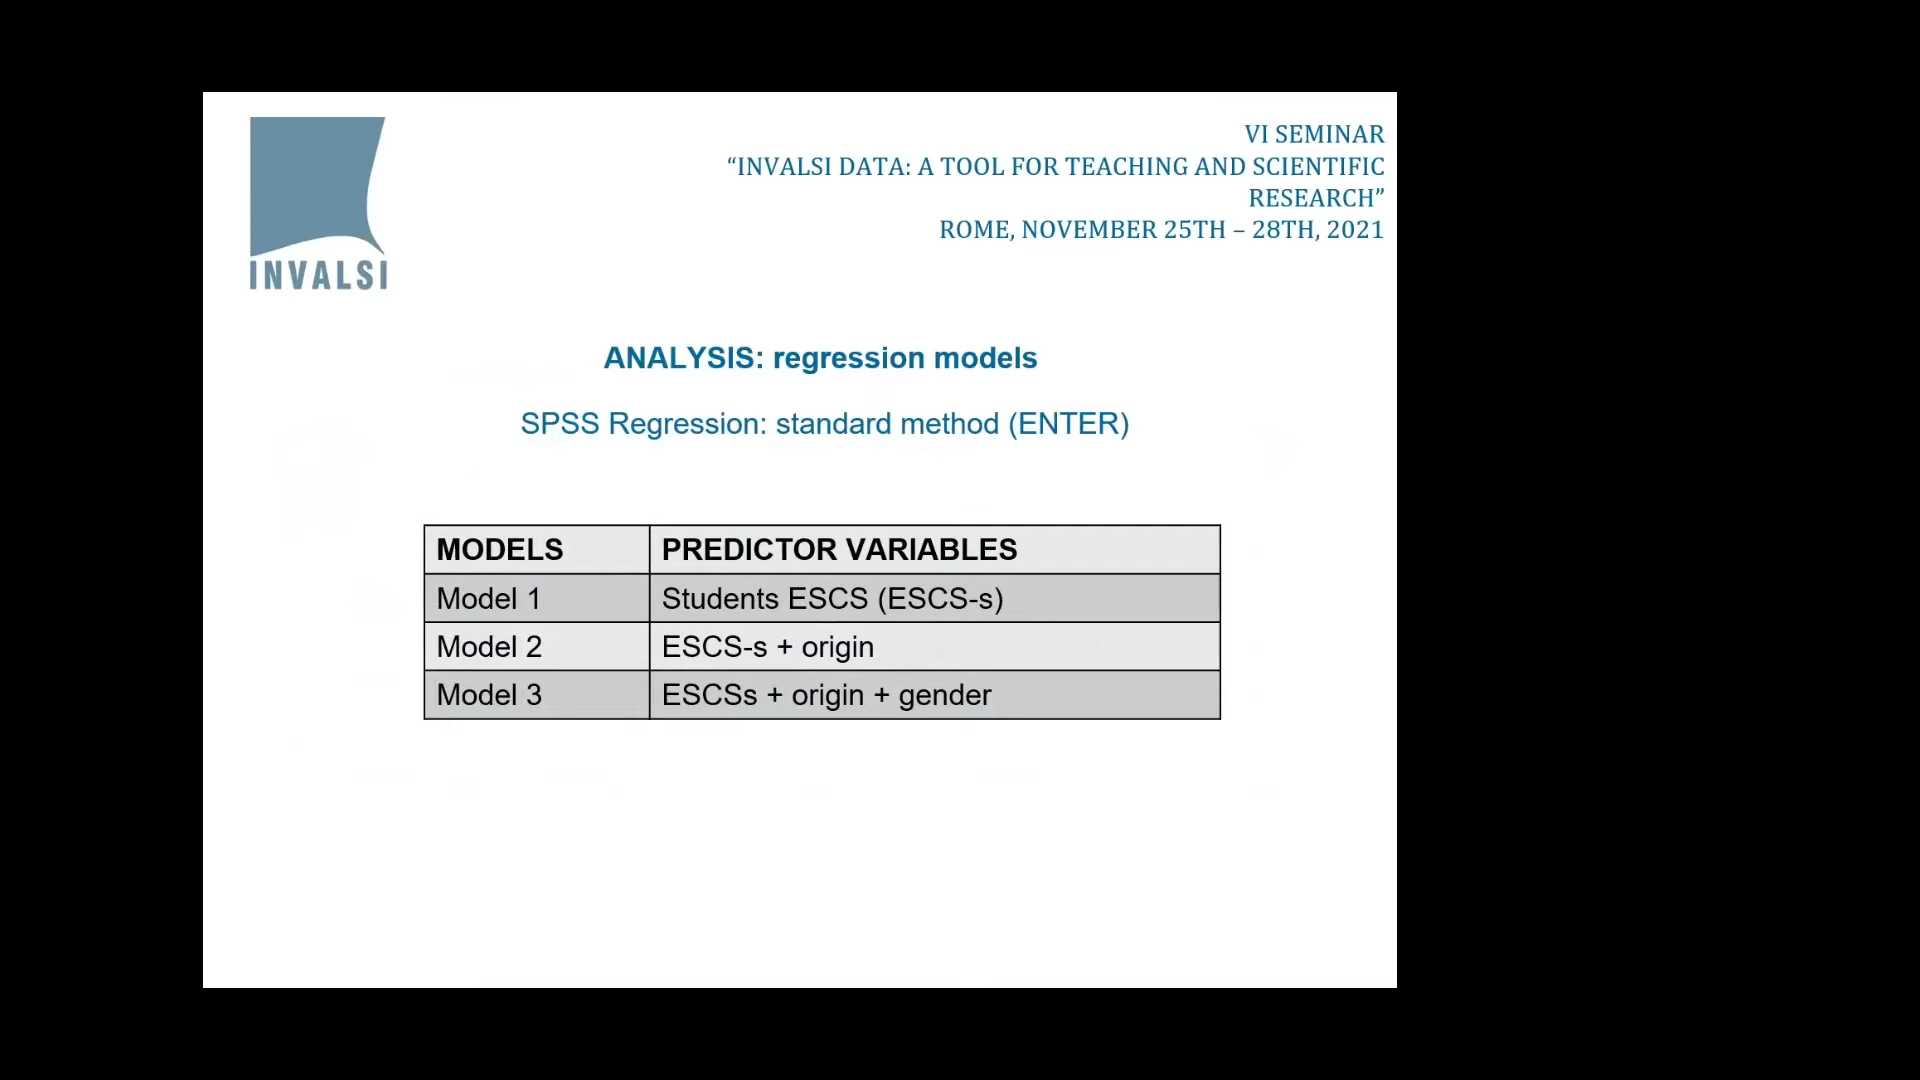 INVALSI
VI SEMINAR
“INVALSI DATA: A TOOL FOR TEACHING AND SCIENTIFIC
RESEARCH”
ROME, NOVEMBER 25TH – 28TH, 2021
ANALYSIS: regression models
SPSS Regression: standard method (ENTER)
MODELS PREDICTOR VARIABLES
Model 1 Students ESCS (ESCS-s)
Model 2 ESCS-s + origin
Model 3 ESCSs + origin + gender